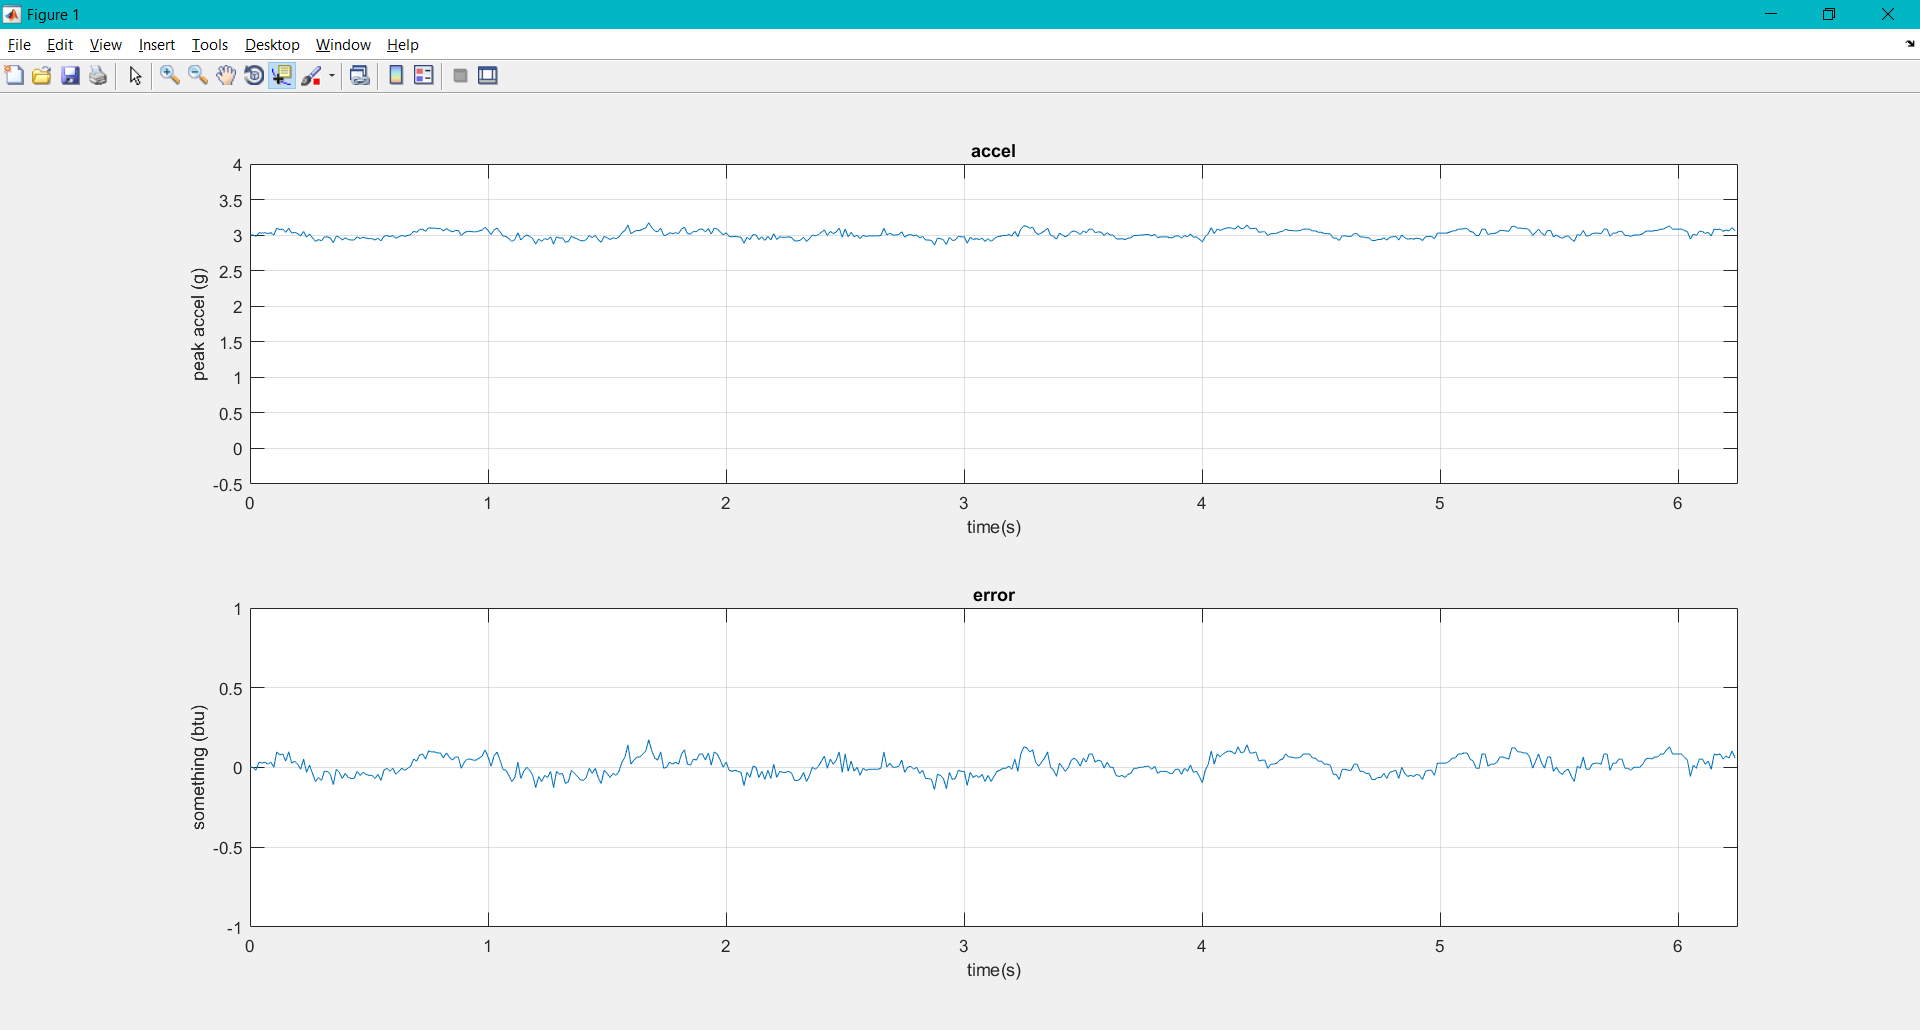 Figure 1
File Edit View Insert Tools Desktop Window Help
accel
4
3.5
3
2.5
2
1.5
1
0.5
0
-0.5
peak accel (g)
0 1 2 3 4 5 6
time(s)
error
1
0.5
0
-0.5
-1
something (btu)
0 1 2 3 4 5 6
time(s)